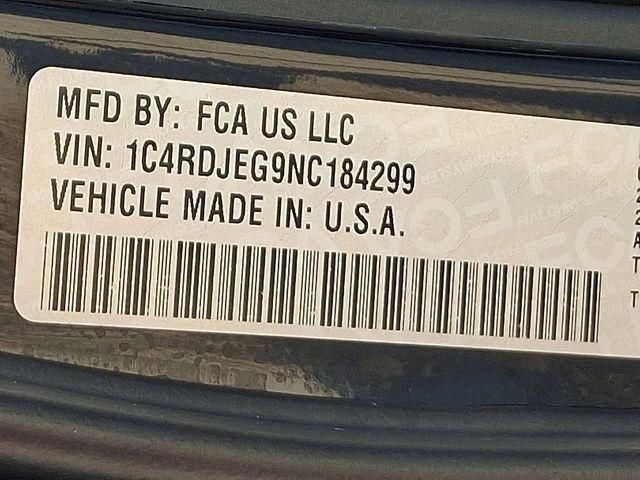 MFD BY: FCA US LLC
VIN: 1C4RDJEG9NC184299
VEHICLE MADE IN: U.S.A.